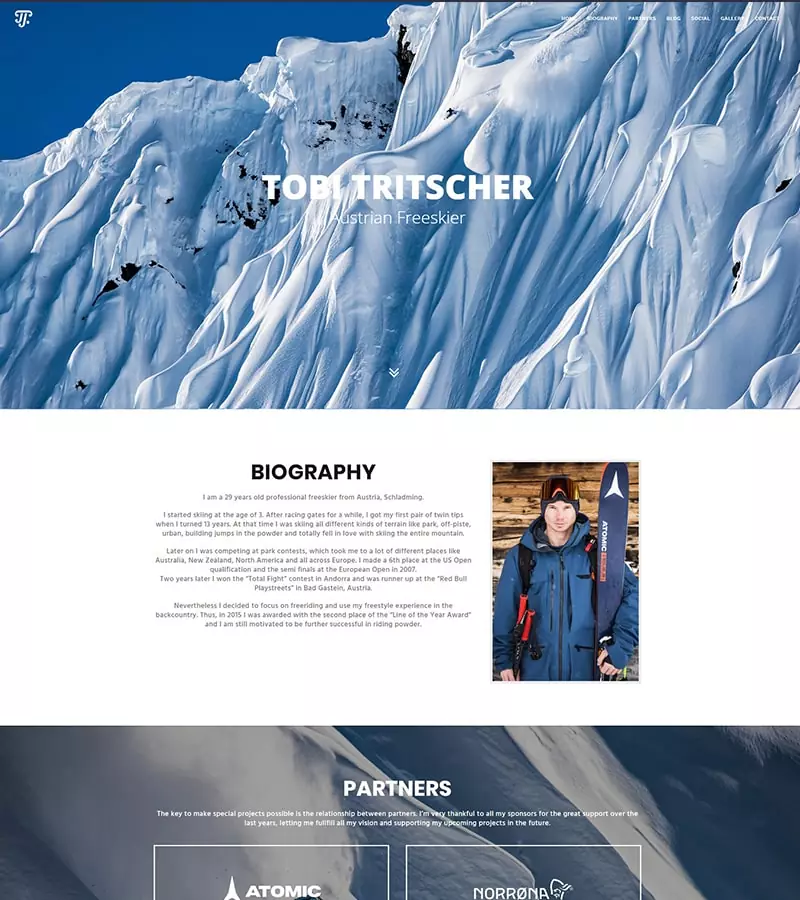 TJ.
HOME BIOGRAPHY PARTNERS BLOG SOCIAL GALLERY CONTACT
TOBI TRITSCHER
Austrian Freeskier
BIOGRAPHY
I am a 29 years old professional freeskier from Austria, Schladming.
I started skiing at the age of 3. After racing gates for a while, I got my first pair of twin tips
when I turned 13 years. At that time I was skiing all different kinds of terrain like park, off-piste,
urban, building jumps in the powder and totally fell in love with skiing the entire mountain.
Later on I was competing at park contests, which took me to a lot of different places like
Australia, New Zealand, North America and all across Europe. I made a 6th place at the US Open
qualification and the semi finals at the European Open in 2007.
Two years later I won the "Total Fight" contest in Andorra and was runner up at the "Red Bull
Playstreets" in Bad Gastein, Austria.
Nevertheless I decided to focus on freeriding and use my freestyle experience in the
backcountry. Thus, in 2015 I was awarded with the second place of the "Line of the Year Award"
and I am still motivated to be further successful in riding powder.
ATOMIC
PARTNERS
The key to make special projects possible is the relationship between partners. I'm very thankful to all my sponsors for the great support over the
last years, letting me fullfill all my vision and supporting my upcoming projects in the future.
ATOMIC
NORRØNA